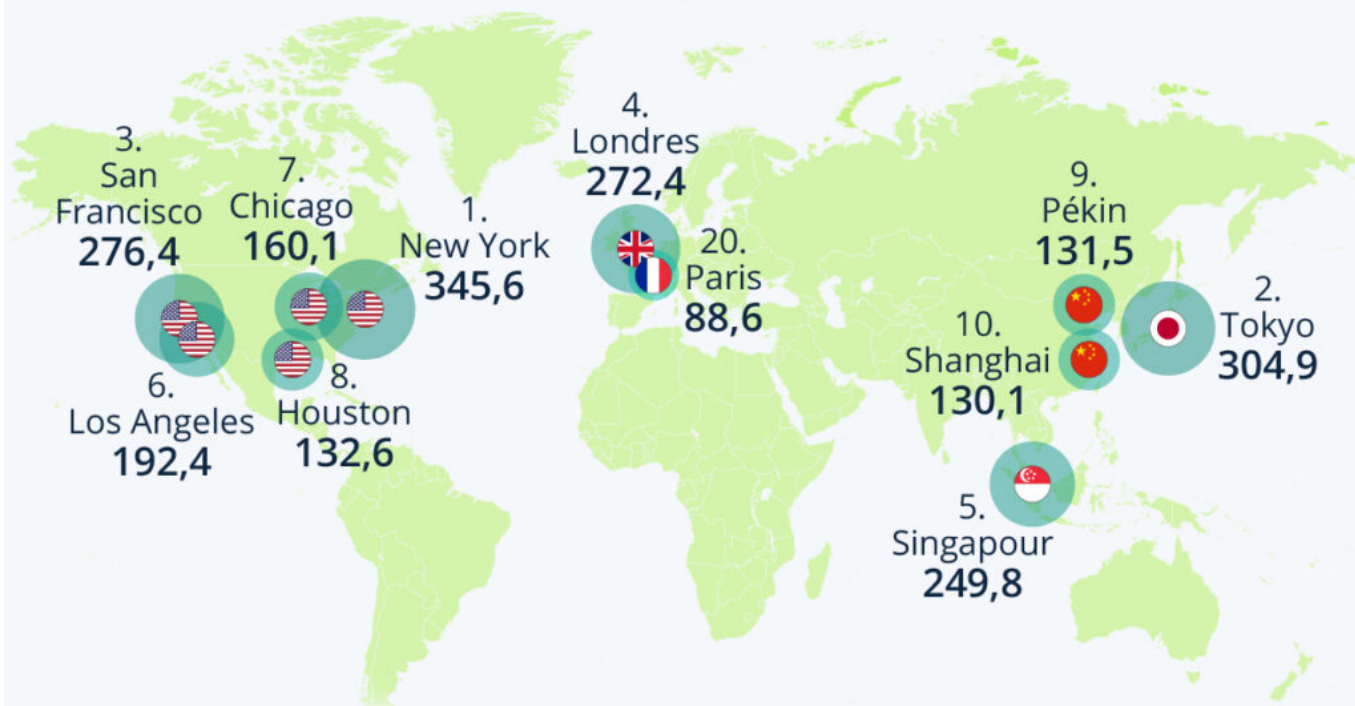 3.
San
Francisco
276,4
7.
Chicago
160,1
1.
New York
345,6
6.
Los Angeles
192,4
8.
Houston
132,6
4.
Londres
272,4
20.
Paris
88,6
9.
Pékin
131,5
10.
Shanghai
130,1
2.
Tokyo
304,9
5.
Singapour
249,8